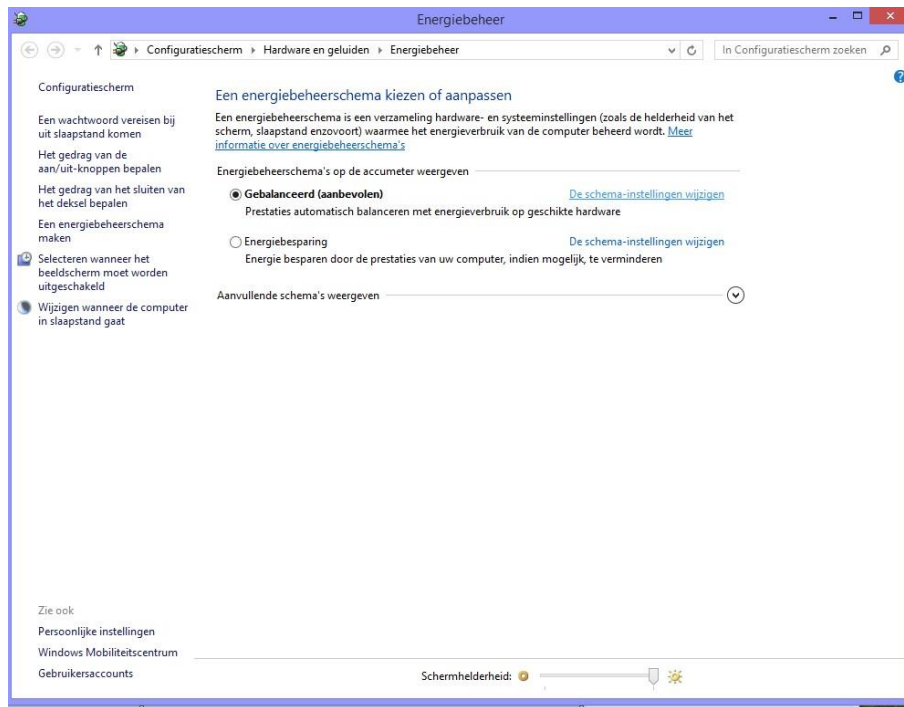 Energiebeheer
Configuratiescherm
Hardware en geluiden
Energiebeheer
In Configuratiescherm zoeken
Configuratiescherm
Een wachtwoord vereisen bij
uit slaapstand komen
Het gedrag van de
aan/uit-knoppen bepalen
Het gedrag van het sluiten van
het deksel bepalen
Een energiebeheerschema
maken
Selecteren wanneer het
beeldscherm moet worden
uitgeschakeld
Wijzigen wanneer de computer
in slaapstand gaat
Een energiebeheerschema kiezen of aanpassen
Een energiebeheerschema is een verzameling hardware- en systeeminstellingen (zoals de helderheid van het
scherm, slaapstand enzovoort) waarmee het energieverbruik van de computer beheerd wordt. Meer
informatie over energiebeheerschema's
Energiebeheerschema's op de accumeter weergeven
Gebalanceerd (aanbevolen) De schema-instellingen wijzigen
Prestaties automatisch balanceren met energieverbruik op geschikte hardware
Energiebesparing De schema-instellingen wijzigen
Energie besparen door de prestaties van uw computer, indien mogelijk, te verminderen
Aanvullende schema's weergeven
Zie ook
Persoonlijke instellingen
Windows Mobiliteitscentrum
Gebruikersaccounts
Schermhelderheid: